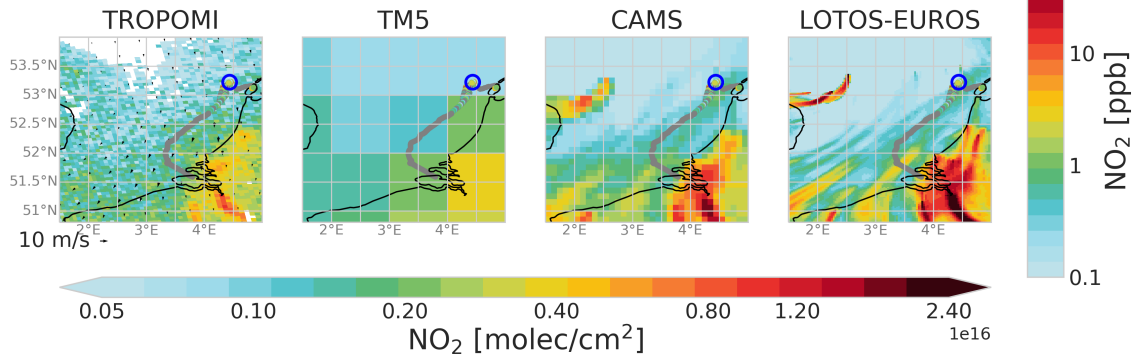 TROPOMI TM5 CAMS LOTOS-EUROS
53.5°N
53°N
52.5°N
52°N
51.5°N
51°N
2°E 3°E 4°E 2°E 3°E 4°E 2°E 3°E 4°E 2°E 3°E 4°E
10 m/s
10
1
0.1
NO₂ [ppb]
0.05 0.10 0.20 0.40 0.80 1.20 2.40
1e16
NO₂ [molec/cm²]